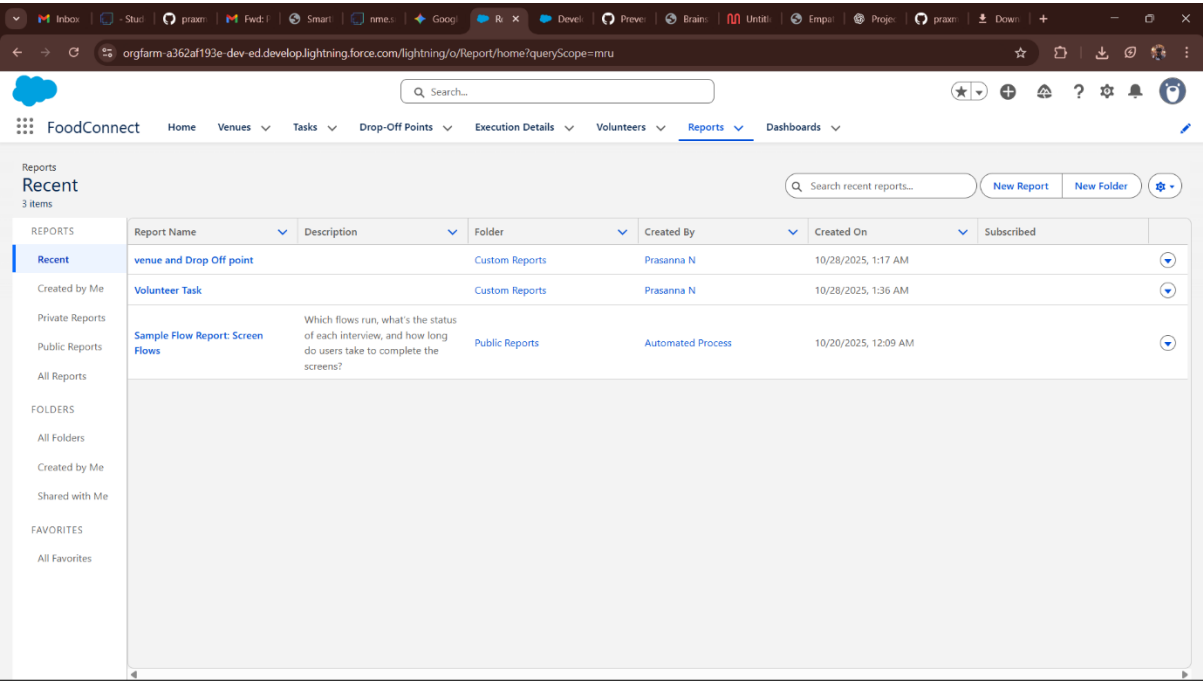 Inbox
- Stud
praxm
Fwd: F
Smart
nme.s
Googl
Re
Devel
Prever
Brains
Untitle
Empat
Projec
praxm
Down
orgfarm-a362af193e-dev-ed.develop.lightning.force.com/lightning/o/Report/home?queryScope=mru
Search...
FoodConnect Home Venues Tasks Drop-Off Points Execution Details Volunteers Reports Dashboards
Reports
Recent
3 items
Search recent reports...
New Report
New Folder
REPORTS
Recent
Created by Me
Private Reports
Public Reports
All Reports
FOLDERS
All Folders
Created by Me
Shared with Me
FAVORITES
All Favorites
Report Name Description Folder Created By Created On Subscribed
venue and Drop Off point Custom Reports Prasanna N 10/28/2025, 1:17 AM
Volunteer Task Custom Reports Prasanna N 10/28/2025, 1:36 AM
Sample Flow Report: Screen
Flows
Which flows run, what's the status
of each interview, and how long
do users take to complete the
screens?
Public Reports Automated Process 10/20/2025, 12:09 AM